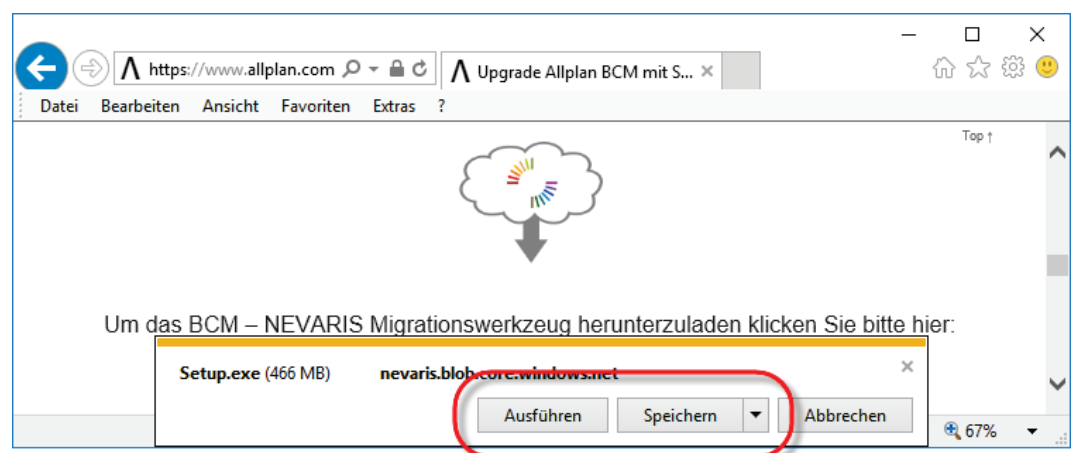 https://www.allplan.com
Upgrade Allplan BCM mit S...
Datei Bearbeiten Ansicht Favoriten Extras ?
Top ↑
Um das BCM – NEVARIS Migrationswerkzeug herunterzuladen klicken Sie bitte hier:
Setup.exe (466 MB) nevaris.blob.core.windows.net
Ausführen Speichern Abbrechen
67%